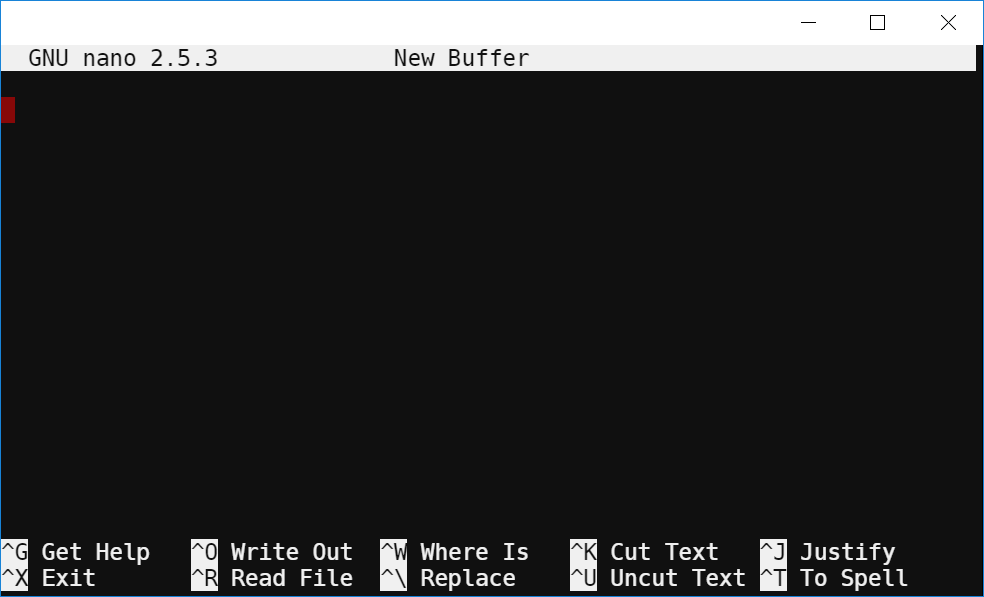 GNU nano 2.5.3 New Buffer
^G Get Help ^O Write Out ^W Where Is ^K Cut Text ^J Justify
^X Exit ^R Read File ^\ Replace ^U Uncut Text ^T To Spell